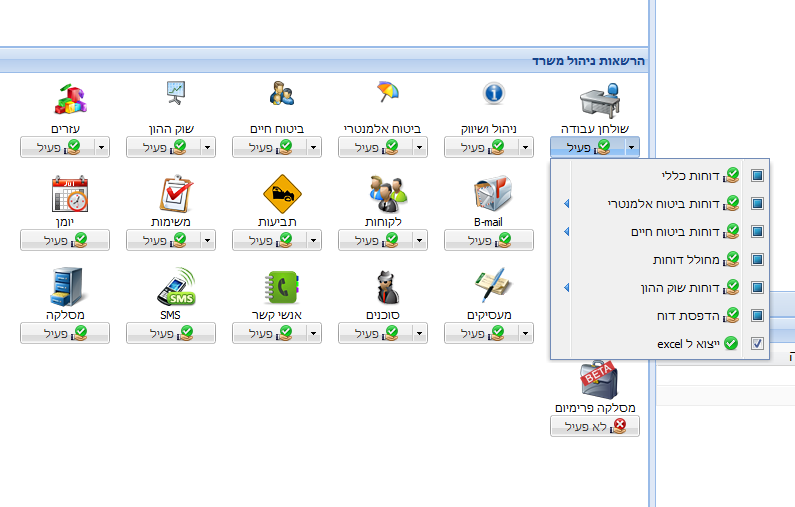 הרשאות ניהול משרד
שולחן עבודה
ניהול ושיווק
ביטוח אלמנטרי
ביטוח חיים
שוק ההון
עזרים
פעיל
פעיל
פעיל
פעיל
פעיל
פעיל
דוחות כללי
דוחות ביטוח אלמנטרי
דוחות ביטוח חיים
מחולל דוחות
דוחות שוק ההון
הדפסת דוח
ייצוא ל excel
B-mail
לקוחות
תביעות
משימות
יומן
JUL
פעיל
פעיל
פעיל
פעיל
פעיל
מעסיקים
סוכנים
אנשי קשר
SMS
SMS
מסלקה
פעיל
פעיל
פעיל
פעיל
פעיל
BETA
מסלקה פרימיום
לא פעיל
ה